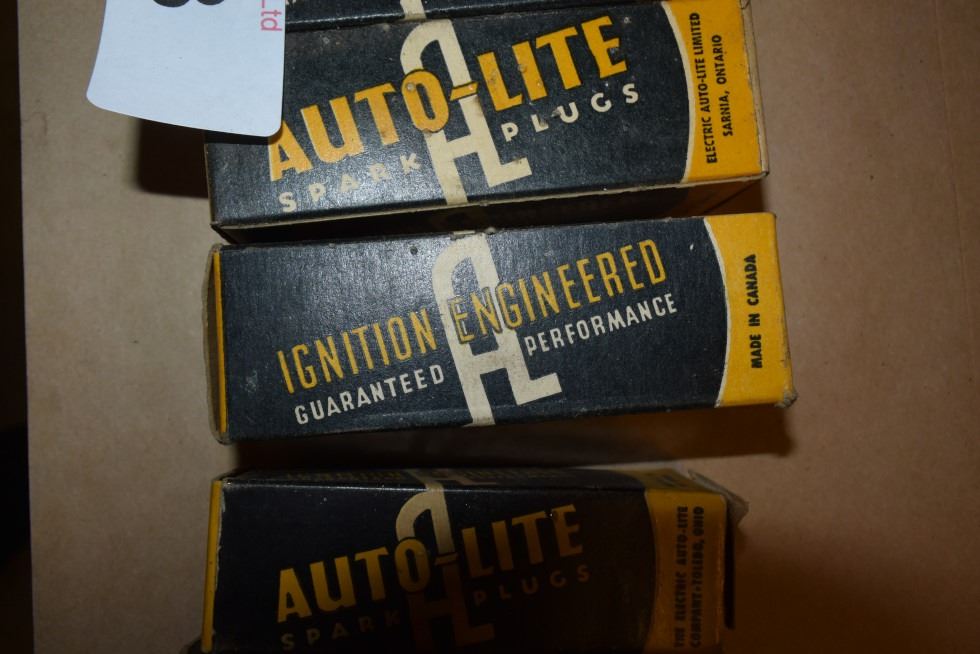 Ltd
AUTO-LITE
SPARK PLUGS
ELECTRIC AUTO-LITE LIMITED
SARNIA, ONTARIO
IGNITION ENGINEERED
GUARANTEED PERFORMANCE
MADE IN CANADA
AUTO-LITE
SPARK PLUGS
THE ELECTRIC AUTO-LITE
COMPANY•TOLEDO, OHIO